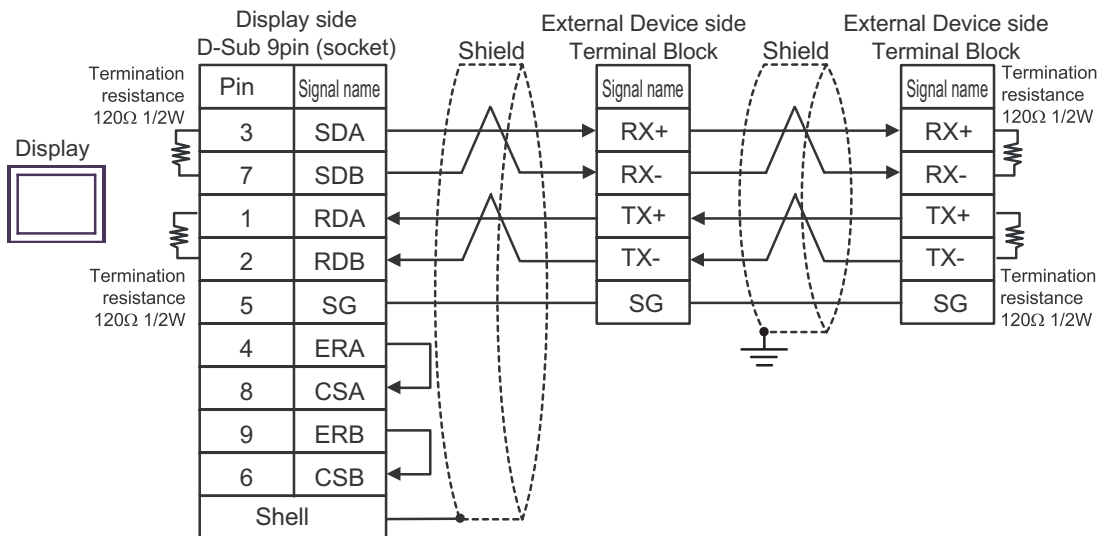 Display side
D-Sub 9pin (socket)
Shield
External Device side
Terminal Block
Shield
External Device side
Terminal Block
Termination
resistance
120Ω 1/2W
Termination
resistance
120Ω 1/2W
Display
Pin Signal name
3 SDA
7 SDB
1 RDA
2 RDB
5 SG
4 ERA
8 CSA
9 ERB
6 CSB
Shell
Signal name
RX+
RX-
TX+
TX-
SG
Signal name
RX+
RX-
TX+
TX-
SG
Termination
resistance
120Ω 1/2W
Termination
resistance
120Ω 1/2W